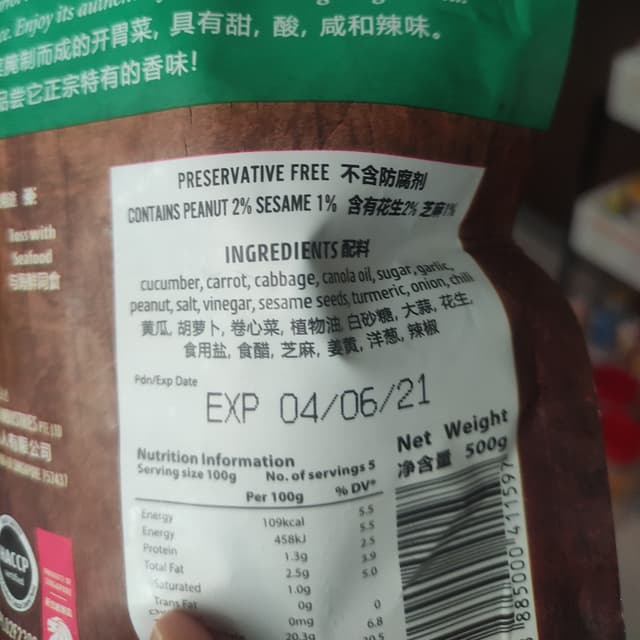 Enjoy its
制而成的开胃菜, 具有甜, 酸, 咸和辣味。
尝它正宗特有的香味!
PRESERVATIVE FREE 不含防腐剂
CONTAINS PEANUT 2% SESAME 1% 含有花生2% 芝麻1%
INGREDIENTS 配料
cucumber, carrot, cabbage, canola oil, sugar, garlic,
peanut, salt, vinegar, sesame seeds, turmeric, onion, chilli
黄瓜, 胡萝卜, 卷心菜, 植物油, 白砂糖, 大蒜, 花生,
食用盐, 食醋, 芝麻, 姜黄, 洋葱, 辣椒
Pdn/Exp Date
EXP 04/06/21
Net Weight
净含量 500g
Nutrition Information
Serving size 100g No. of servings 5
Per 100g % DV*
Energy 109kcal 5.5
Energy 458kJ 5.5
Protein 1.3g 2.5
Total Fat 2.5g 3.9
Saturated 1.0g 5.0
Trans Fat 0g 0
0mg 6.8
20.3g
with
Seafood
有限公司
HACCP
8885000 411597